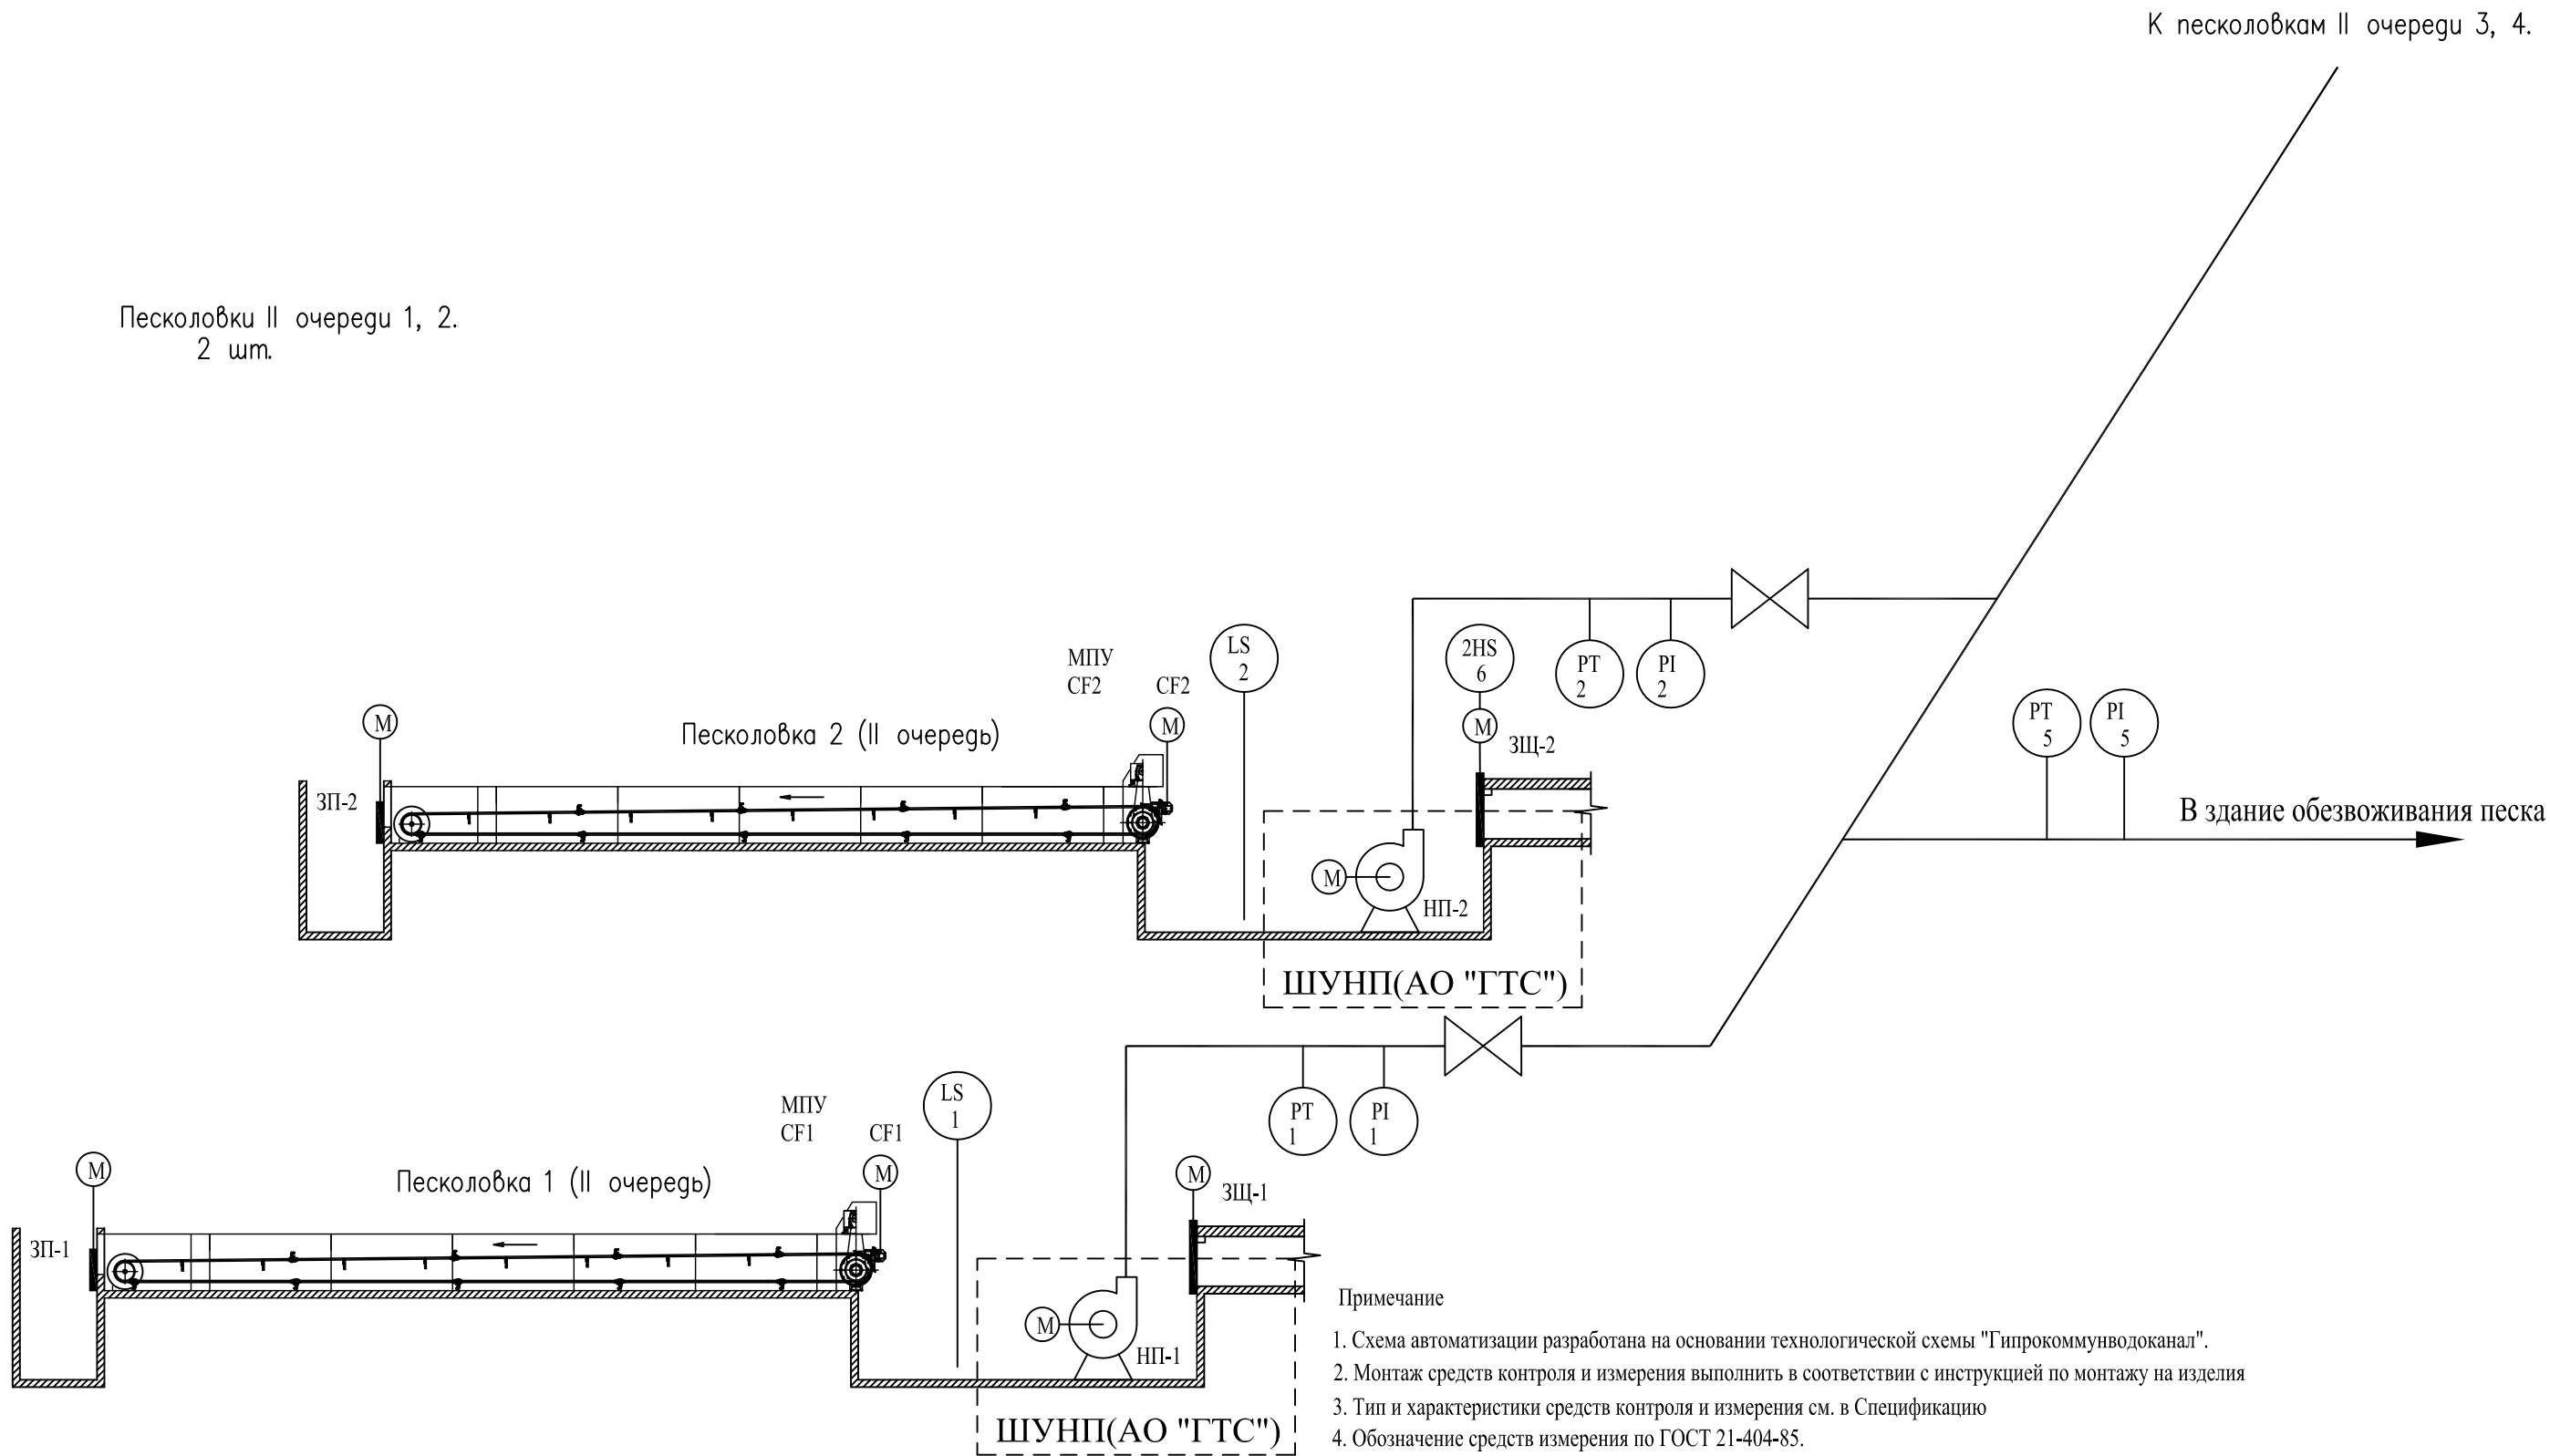 К песколовкам II очереди 3, 4.
Песколовки II очереди 1, 2.
2 шт.
МПУ
CF2
CF2
LS
2
2HS
6
PT
2
PI
2
M
M
M
Песколовка 2 (II очередь)
ЗЩ-2
ЗП-2
PT
5
PI
5
В здание обезвоживания песка
M
НП-2
ШУНП(АО "ГТС")
МПУ
CF1
CF1
LS
1
PT
1
PI
1
M
M
M
Песколовка 1 (II очередь)
ЗЩ-1
ЗП-1
M
НП-1
ШУНП(АО "ГТС")
Примечание
1. Схема автоматизации разработана на основании технологической схемы "Гипрокоммунводоканал".
2. Монтаж средств контроля и измерения выполнить в соответствии с инструкцией по монтажу на изделия
3. Тип и характеристики средств контроля и измерения см. в Спецификацию
4. Обозначение средств измерения по ГОСТ 21-404-85.